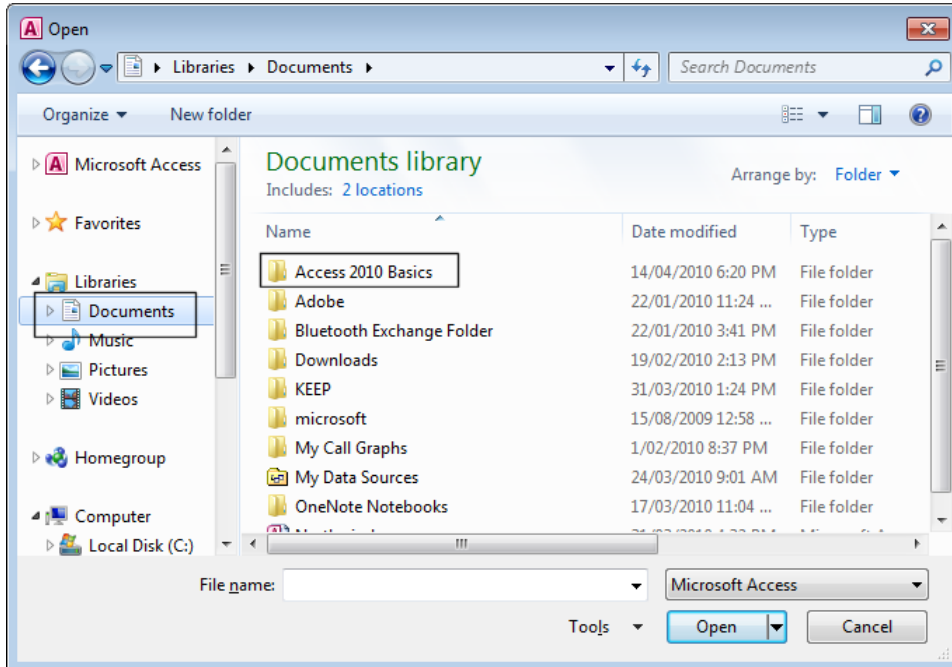 Open
Libraries Documents
Search Documents
Organize New folder
Microsoft Access
Favorites
Libraries
Documents
Music
Pictures
Videos
Homegroup
Computer
Local Disk (C:)
Documents library
Includes: 2 locations
Arrange by: Folder
Name Date modified Type
Access 2010 Basics 14/04/2010 6:20 PM File folder
Adobe 22/01/2010 11:24 ... File folder
Bluetooth Exchange Folder 22/01/2010 3:41 PM File folder
Downloads 19/02/2010 2:13 PM File folder
KEEP 31/03/2010 1:24 PM File folder
microsoft 15/08/2009 12:58 ... File folder
My Call Graphs 1/02/2010 8:37 PM File folder
My Data Sources 24/03/2010 9:01 AM File folder
OneNote Notebooks 17/03/2010 11:04 ... File folder
File name: Microsoft Access
Tools Open Cancel